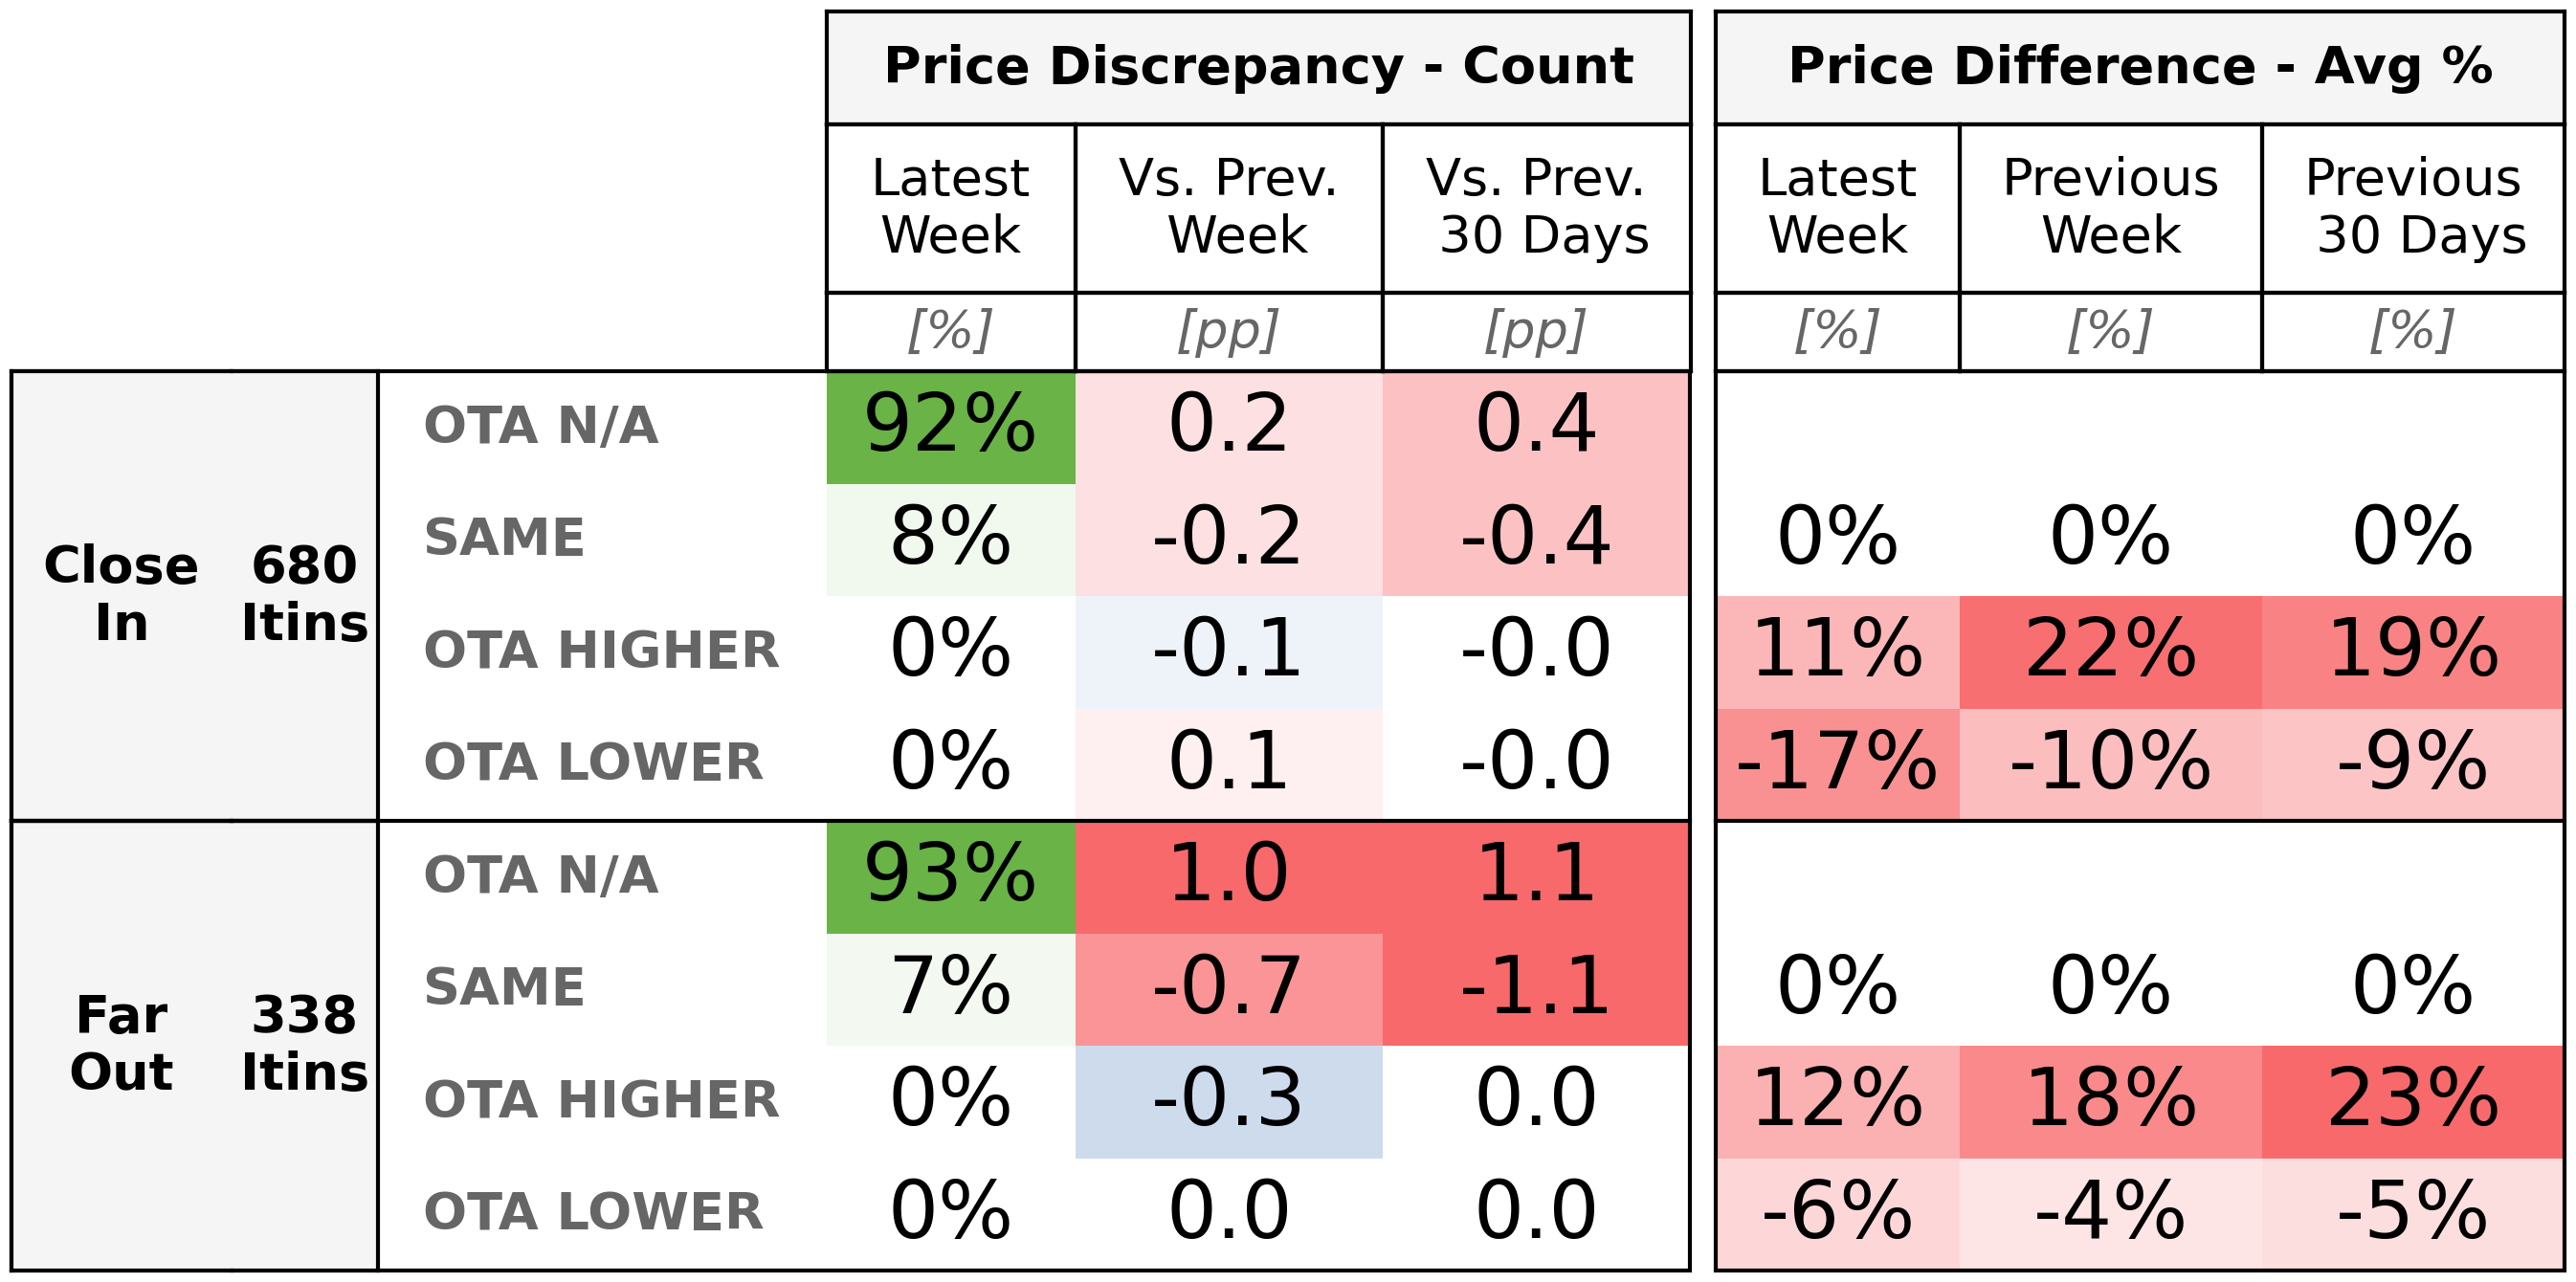 Price Discrepancy - Count Price Difference - Avg %
Latest Week Vs. Prev. Week Vs. Prev. 30 Days Latest Week Previous Week Previous 30 Days
[%] [pp] [pp] [%] [%] [%]
Close In 680 Itins
OTA N/A 92% 0.2 0.4
SAME 8% -0.2 -0.4 0% 0% 0%
OTA HIGHER 0% -0.1 -0.0 11% 22% 19%
OTA LOWER 0% 0.1 -0.0 -17% -10% -9%
Far Out 338 Itins
OTA N/A 93% 1.0 1.1
SAME 7% -0.7 -1.1 0% 0% 0%
OTA HIGHER 0% -0.3 0.0 12% 18% 23%
OTA LOWER 0% 0.0 0.0 -6% -4% -5%